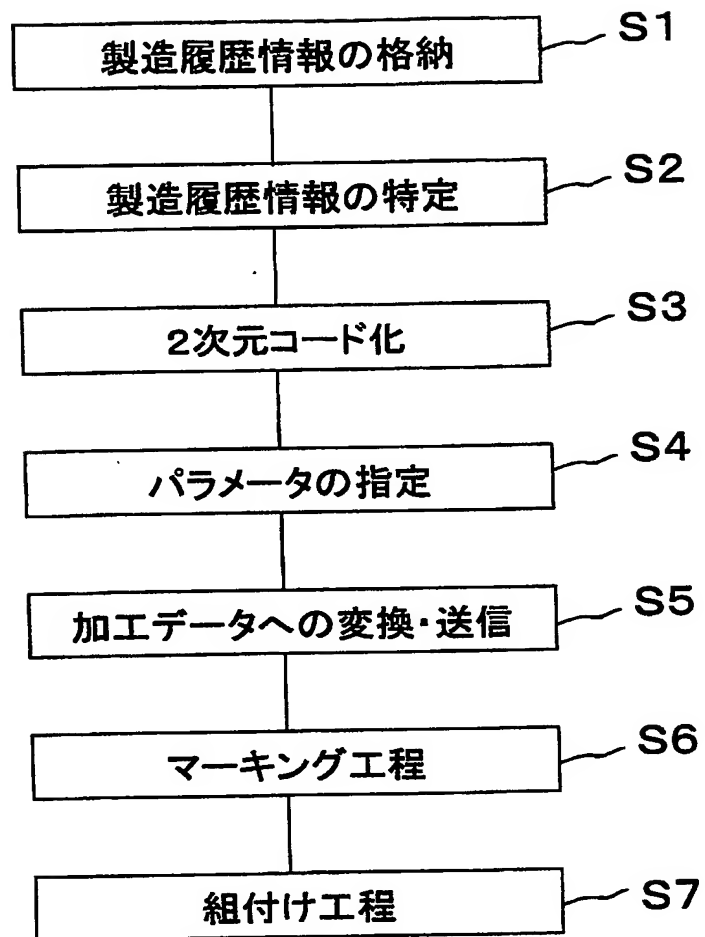 製造履歴情報の格納 S1
製造履歴情報の特定 S2
2次元コード化 S3
パラメータの指定 S4
加工データへの変換・送信 S5
マーキング工程 S6
組付け工程 S7